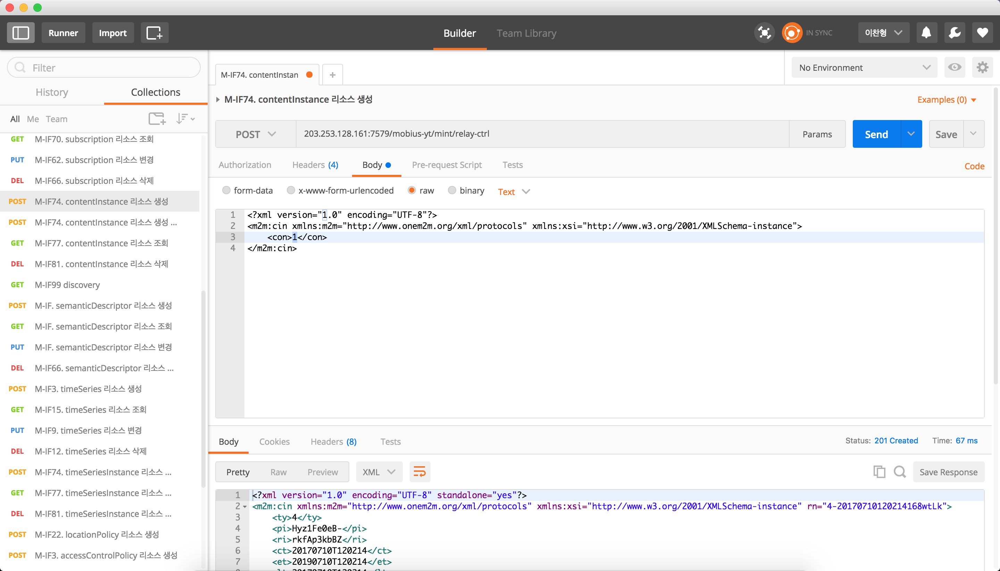 Runner Import Builder Team Library IN SYNC 이찬형
Filter
History Collections
All Me Team
GET M-IF70. subscription 리소스 조회
PUT M-IF62. subscription 리소스 변경
DEL M-IF66. subscription 리소스 삭제
POST M-IF74. contentInstance 리소스 생성
POST M-IF74. contentInstance 리소스 생성 ...
GET M-IF77. contentInstance 리소스 조회
DEL M-IF81. contentInstance 리소스 삭제
GET M-IF99 discovery
POST M-IF. semanticDescriptor 리소스 생성
GET M-IF. semanticDescriptor 리소스 조회
PUT M-IF. semanticDescriptor 리소스 변경
DEL M-IF66. semanticDescriptor 리소스 ...
POST M-IF3. timeSeries 리소스 생성
GET M-IF15. timeSeries 리소스 조회
PUT M-IF9. timeSeries 리소스 변경
DEL M-IF12. timeSeries 리소스 삭제
POST M-IF74. timeSeriesInstance 리소스 ...
GET M-IF77. timeSeriesInstance 리소스 ...
DEL M-IF81. timeSeriesInstance 리소스 ...
POST M-IF22. locationPolicy 리소스 생성
POST M-IF3. accessControlPolicy 리소스 생성
M-IF74. contentInstan + No Environment
M-IF74. contentInstance 리소스 생성 Examples (0)
POST 203.253.128.161:7579/mobius-yt/mint/relay-ctrl Params Send Save
Authorization Headers (4) Body Pre-request Script Tests Code
form-data x-www-form-urlencoded raw binary Text
1 <?xml version="1.0" encoding="UTF-8"?>
2 <m2m:cin xmlns:m2m="http://www.onem2m.org/xml/protocols" xmlns:xsi="http://www.w3.org/2001/XMLSchema-instance">
3 <con>1</con>
4 </m2m:cin>
Body Cookies Headers (8) Tests Status: 201 Created Time: 67 ms
Pretty Raw Preview XML Save Response
1 <?xml version="1.0" encoding="UTF-8" standalone="yes"?>
2 <m2m:cin xmlns:m2m="http://www.onem2m.org/xml/protocols" xmlns:xsi="http://www.w3.org/2001/XMLSchema-instance" rn="4-20170710120214168wtLk">
3 <ty>4</ty>
4 <pi>Hyz1Fe0eB-</pi>
5 <ri>rkfAp3kbBZ</ri>
6 <ct>20170710T120214</ct>
7 <et>20190710T120214</et>